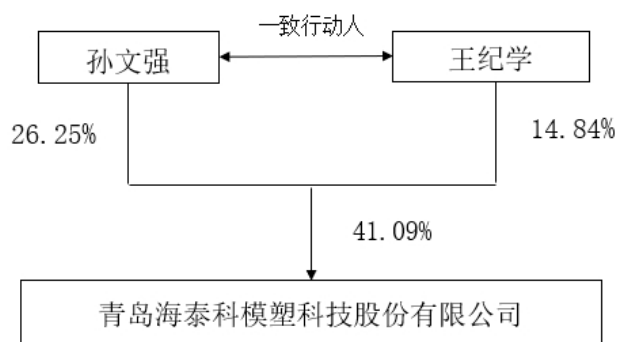 一致行动人
孙文强
王纪学
26.25%
14.84%
41.09%
青岛海泰科模塑科技股份有限公司